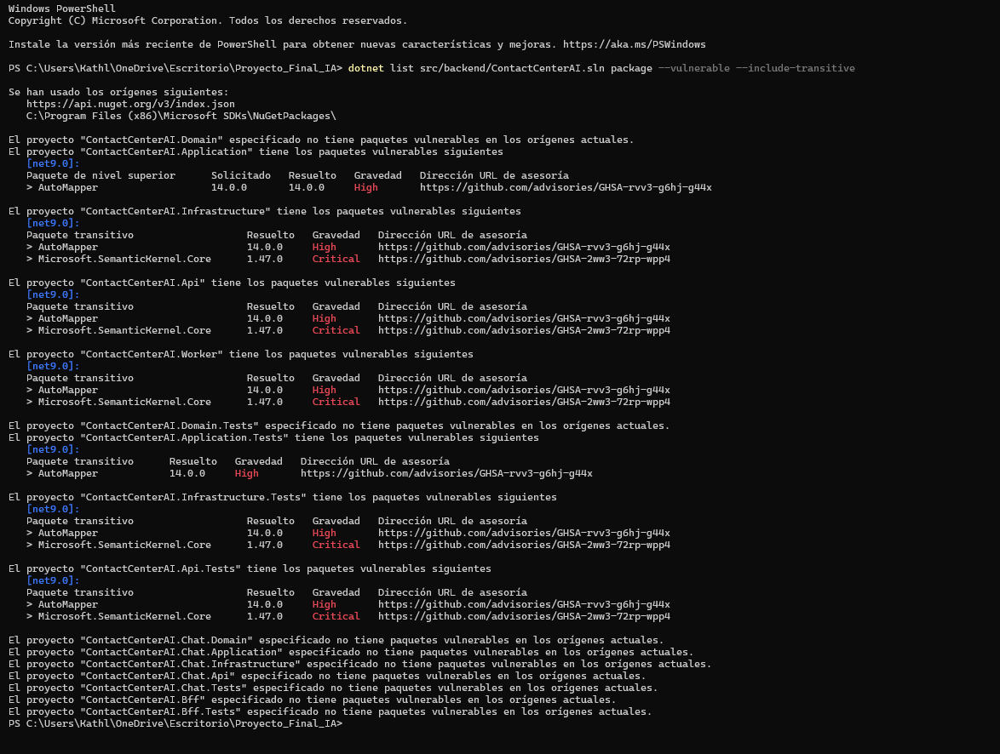 Windows PowerShell
Copyright (C) Microsoft Corporation. Todos los derechos reservados.
Instale la versión más reciente de PowerShell para obtener nuevas características y mejoras. https://aka.ms/PSWindows
PS C:\Users\Kathl\OneDrive\Escritorio\Proyecto_Final_IA> dotnet list src/backend/ContactCenterAI.sln package --vulnerable --include-transitive
Se han usado los orígenes siguientes:
https://api.nuget.org/v3/index.json
C:\Program Files (x86)\Microsoft SDKs\NuGetPackages\
El proyecto "ContactCenterAI.Domain" especificado no tiene paquetes vulnerables en los orígenes actuales.
El proyecto "ContactCenterAI.Application" tiene los paquetes vulnerables siguientes
[net9.0]:
Paquete de nivel superior Solicitado Resuelto Gravedad Dirección URL de asesoría
> AutoMapper 14.0.0 14.0.0 High https://github.com/advisories/GHSA-rvv3-g6hj-g44x
El proyecto "ContactCenterAI.Infrastructure" tiene los paquetes vulnerables siguientes
[net9.0]:
Paquete transitivo Resuelto Gravedad Dirección URL de asesoría
> AutoMapper 14.0.0 High https://github.com/advisories/GHSA-rvv3-g6hj-g44x
> Microsoft.SemanticKernel.Core 1.47.0 Critical https://github.com/advisories/GHSA-2ww3-72rp-wpp4
El proyecto "ContactCenterAI.Api" tiene los paquetes vulnerables siguientes
[net9.0]:
Paquete transitivo Resuelto Gravedad Dirección URL de asesoría
> AutoMapper 14.0.0 High https://github.com/advisories/GHSA-rvv3-g6hj-g44x
> Microsoft.SemanticKernel.Core 1.47.0 Critical https://github.com/advisories/GHSA-2ww3-72rp-wpp4
El proyecto "ContactCenterAI.Worker" tiene los paquetes vulnerables siguientes
[net9.0]:
Paquete transitivo Resuelto Gravedad Dirección URL de asesoría
> AutoMapper 14.0.0 High https://github.com/advisories/GHSA-rvv3-g6hj-g44x
> Microsoft.SemanticKernel.Core 1.47.0 Critical https://github.com/advisories/GHSA-2ww3-72rp-wpp4
El proyecto "ContactCenterAI.Domain.Tests" especificado no tiene paquetes vulnerables en los orígenes actuales.
El proyecto "ContactCenterAI.Application.Tests" tiene los paquetes vulnerables siguientes
[net9.0]:
Paquete transitivo Resuelto Gravedad Dirección URL de asesoría
> AutoMapper 14.0.0 High https://github.com/advisories/GHSA-rvv3-g6hj-g44x
El proyecto "ContactCenterAI.Infrastructure.Tests" tiene los paquetes vulnerables siguientes
[net9.0]:
Paquete transitivo Resuelto Gravedad Dirección URL de asesoría
> AutoMapper 14.0.0 High https://github.com/advisories/GHSA-rvv3-g6hj-g44x
> Microsoft.SemanticKernel.Core 1.47.0 Critical https://github.com/advisories/GHSA-2ww3-72rp-wpp4
El proyecto "ContactCenterAI.Api.Tests" tiene los paquetes vulnerables siguientes
[net9.0]:
Paquete transitivo Resuelto Gravedad Dirección URL de asesoría
> AutoMapper 14.0.0 High https://github.com/advisories/GHSA-rvv3-g6hj-g44x
> Microsoft.SemanticKernel.Core 1.47.0 Critical https://github.com/advisories/GHSA-2ww3-72rp-wpp4
El proyecto "ContactCenterAI.Chat.Domain" especificado no tiene paquetes vulnerables en los orígenes actuales.
El proyecto "ContactCenterAI.Chat.Application" especificado no tiene paquetes vulnerables en los orígenes actuales.
El proyecto "ContactCenterAI.Chat.Infrastructure" especificado no tiene paquetes vulnerables en los orígenes actuales.
El proyecto "ContactCenterAI.Chat.Api" especificado no tiene paquetes vulnerables en los orígenes actuales.
El proyecto "ContactCenterAI.Chat.Tests" especificado no tiene paquetes vulnerables en los orígenes actuales.
El proyecto "ContactCenterAI.Bff" especificado no tiene paquetes vulnerables en los orígenes actuales.
El proyecto "ContactCenterAI.Bff.Tests" especificado no tiene paquetes vulnerables en los orígenes actuales.
PS C:\Users\Kathl\OneDrive\Escritorio\Proyecto_Final_IA>